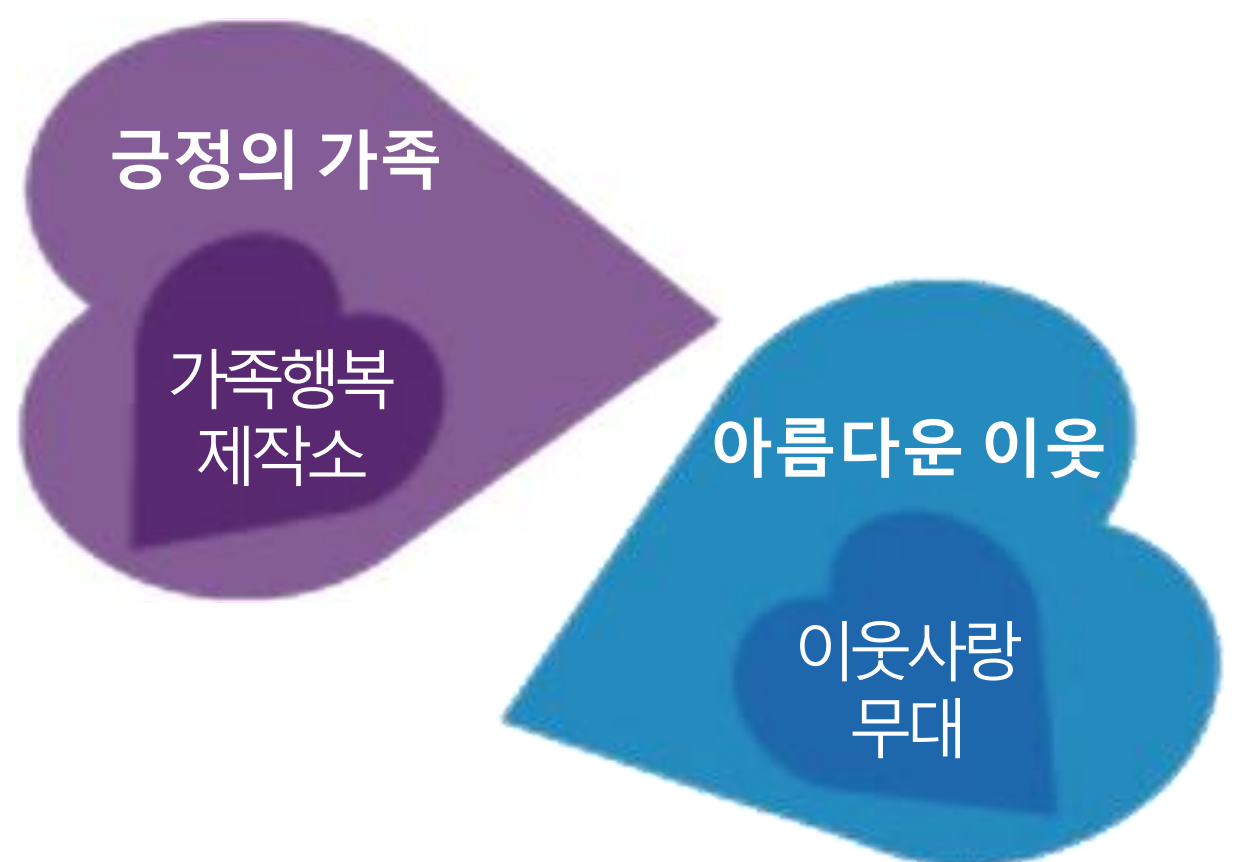 긍정의 가족
가족행복
제작소
아름다운 이웃
이웃사랑
무대